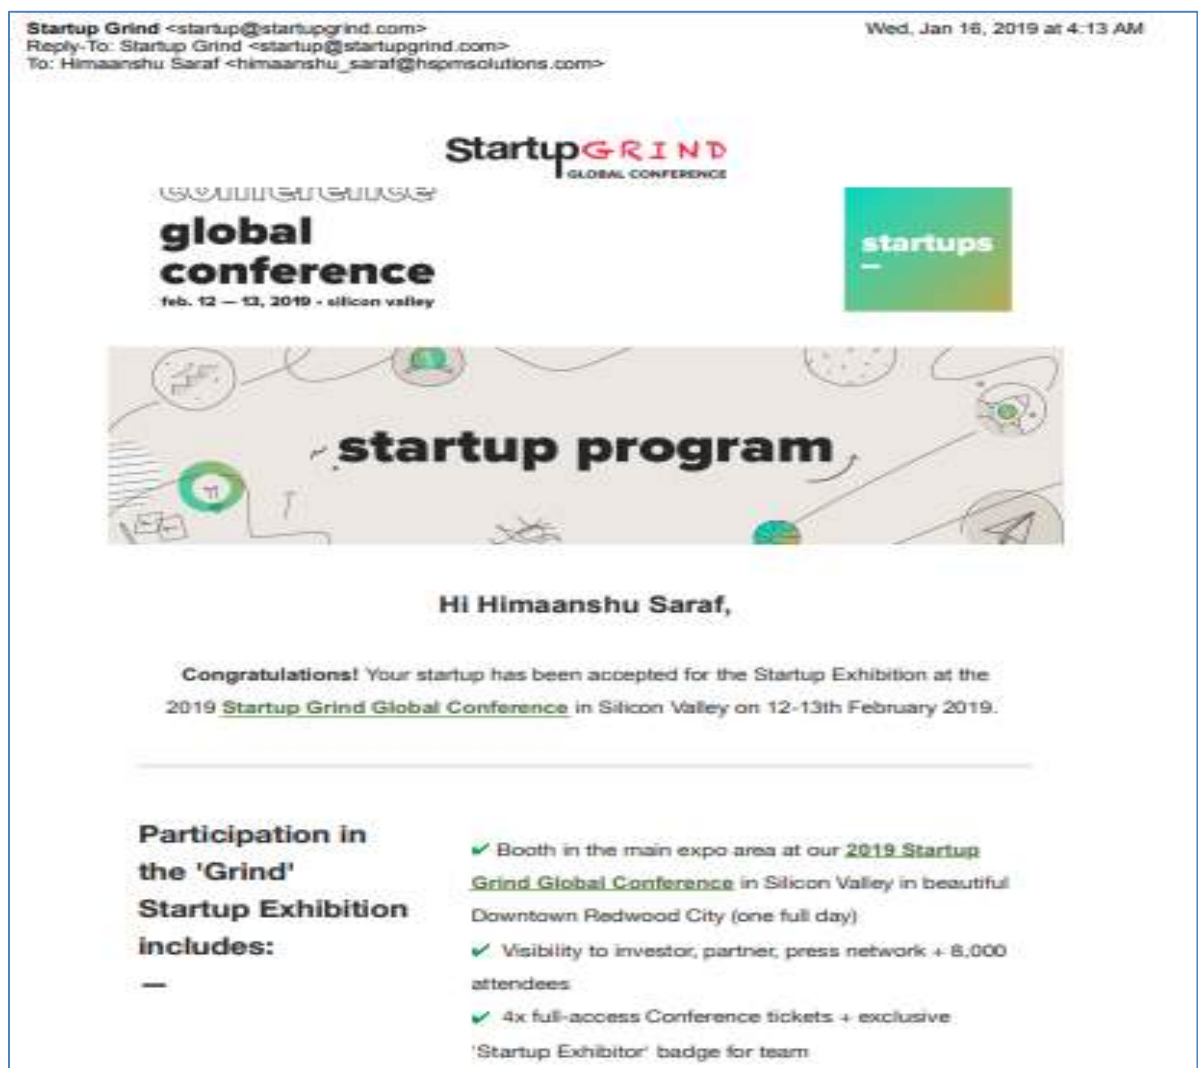 Startup Grind <startup@startupgrind.com>
Wed, Jan 16, 2019 at 4:13 AM
Reply-To: Startup Grind <startup@startupgrind.com>
To: Himaanshu Saraf <himaanshu_saraf@hspmsolutions.com>
StartupGRIND
GLOBAL CONFERENCE
conference
global
conference
feb. 12 — 13, 2019 • silicon valley
startups
startup program
Hi Himaanshu Saraf,
Congratulations! Your startup has been accepted for the Startup Exhibition at the
2019 Startup Grind Global Conference in Silicon Valley on 12-13th February 2019.
Participation in
the 'Grind'
Startup Exhibition
includes:
✔ Booth in the main expo area at our 2019 Startup
Grind Global Conference in Silicon Valley in beautiful
Downtown Redwood City (one full day)
✔ Visibility to investor, partner, press network + 8,000
attendees
✔ 4x full-access Conference tickets + exclusive
'Startup Exhibitor' badge for team